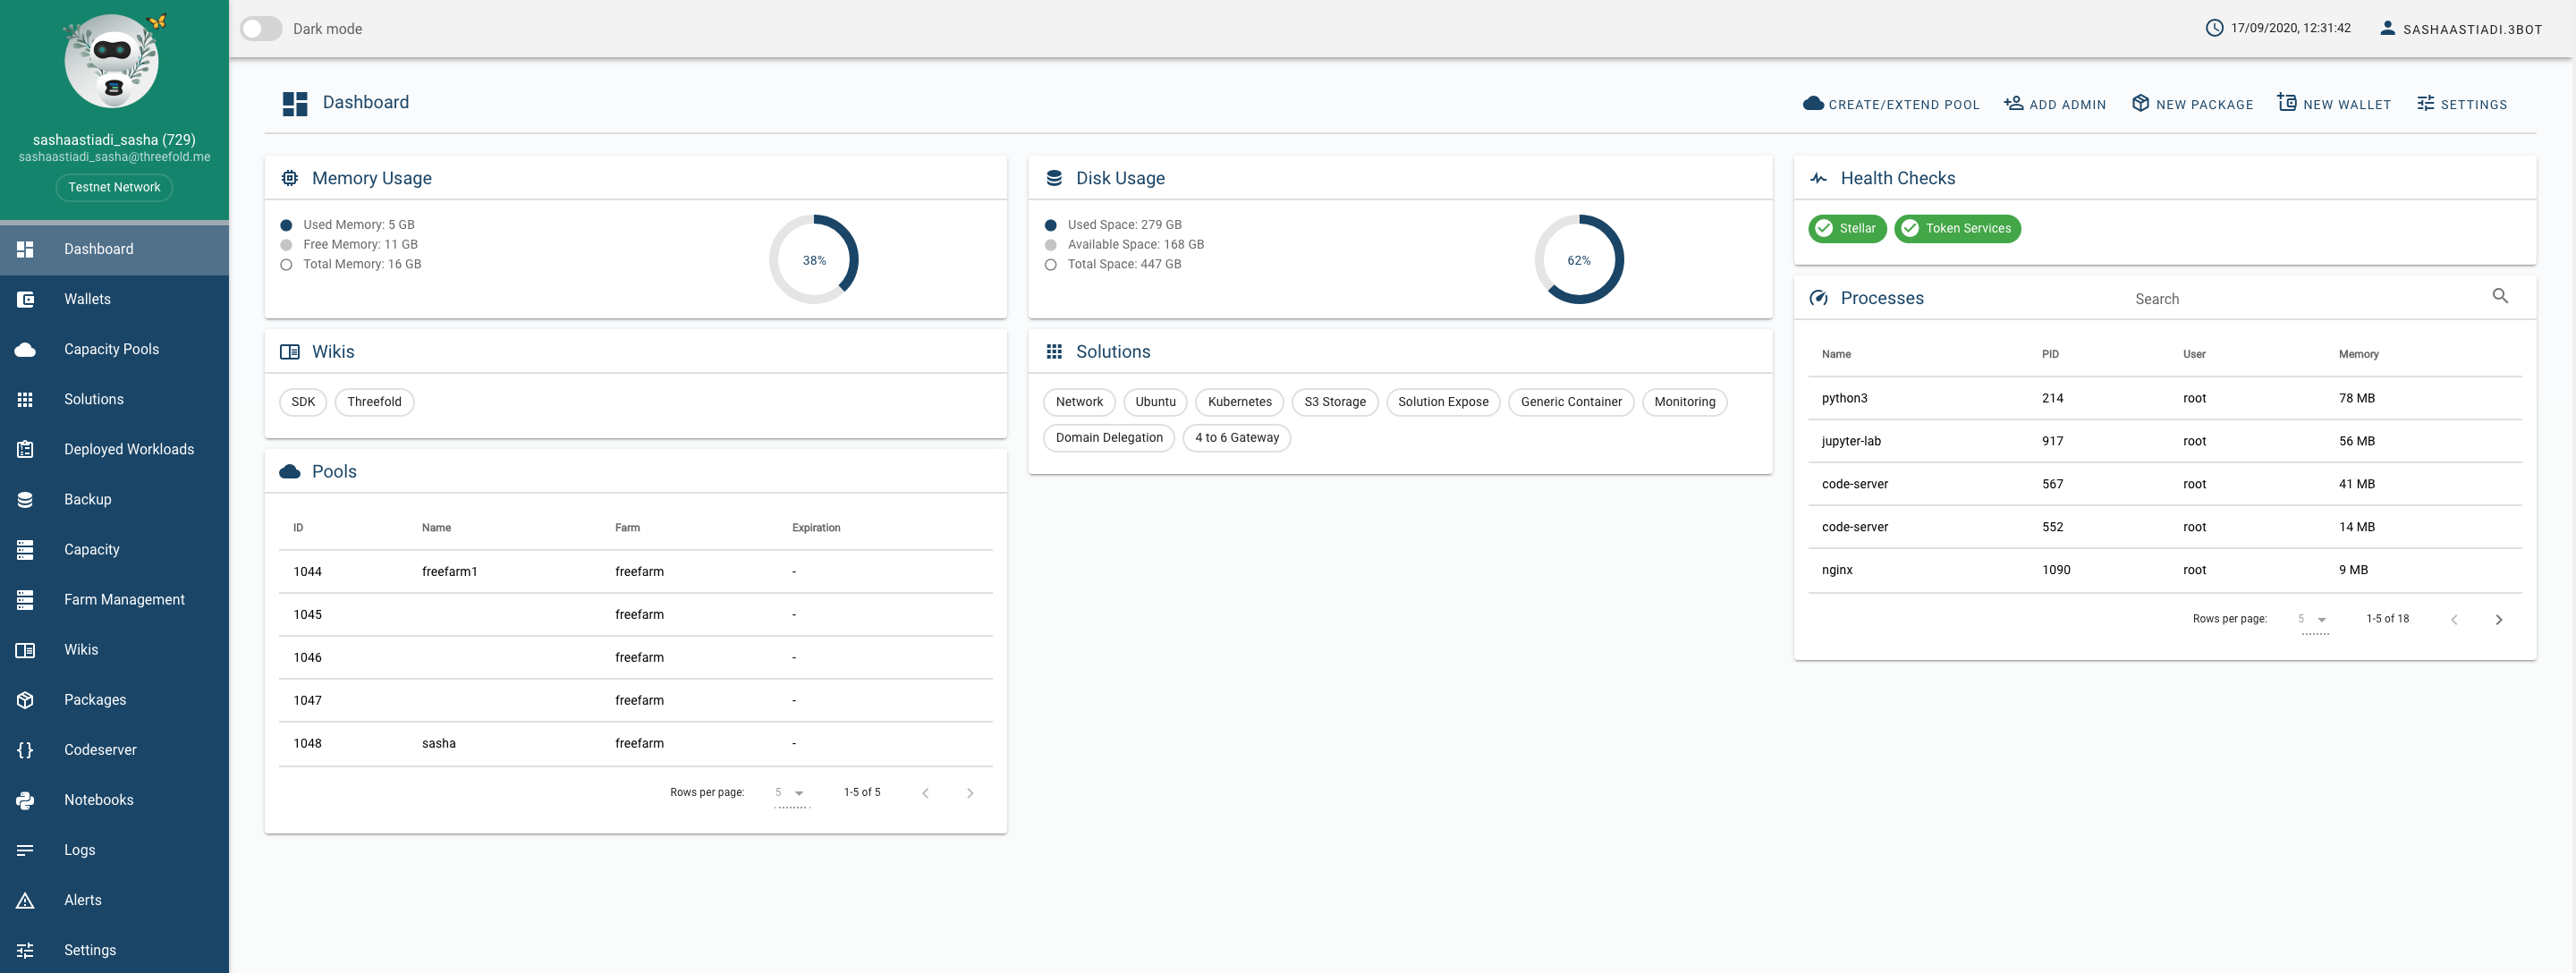 sashaastiadi_sasha (729)
sashaastiadi_sasha@threefold.me
Testnet Network
Dashboard
Wallets
Capacity Pools
Solutions
Deployed Workloads
Backup
Capacity
Farm Management
Wikis
Packages
Codeserver
Notebooks
Logs
Alerts
Settings
Dark mode
17/09/2020, 12:31:42
SASHAASTIADI.3BOT
Dashboard
CREATE/EXTEND POOL
ADD ADMIN
NEW PACKAGE
NEW WALLET
SETTINGS
Memory Usage
Used Memory: 5 GB
Free Memory: 11 GB
Total Memory: 16 GB
38%
Wikis
SDK
Threefold
Pools
ID Name Farm Expiration
1044 freefarm1 freefarm -
1045 freefarm -
1046 freefarm -
1047 freefarm -
1048 sasha freefarm -
Rows per page: 5 1-5 of 5
Disk Usage
Used Space: 279 GB
Available Space: 168 GB
Total Space: 447 GB
62%
Solutions
Network Ubuntu Kubernetes S3 Storage Solution Expose Generic Container Monitoring
Domain Delegation 4 to 6 Gateway
Health Checks
Stellar Token Services
Processes Search
Name PID User Memory
python3 214 root 78 MB
jupyter-lab 917 root 56 MB
code-server 567 root 41 MB
code-server 552 root 14 MB
nginx 1090 root 9 MB
Rows per page: 5 1-5 of 18